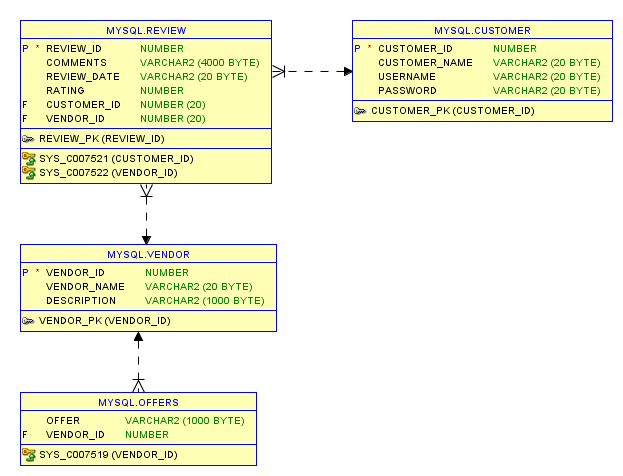 MYSQL.REVIEW
P * REVIEW_ID NUMBER
COMMENTS VARCHAR2 (4000 BYTE)
REVIEW_DATE VARCHAR2 (20 BYTE)
RATING NUMBER
F CUSTOMER_ID NUMBER (20)
F VENDOR_ID NUMBER (20)
REVIEW_PK (REVIEW_ID)
SYS_C007521 (CUSTOMER_ID)
SYS_C007522 (VENDOR_ID)
MYSQL.CUSTOMER
P * CUSTOMER_ID NUMBER
CUSTOMER_NAME VARCHAR2 (20 BYTE)
USERNAME VARCHAR2 (20 BYTE)
PASSWORD VARCHAR2 (20 BYTE)
CUSTOMER_PK (CUSTOMER_ID)
MYSQL.VENDOR
P * VENDOR_ID NUMBER
VENDOR_NAME VARCHAR2 (20 BYTE)
DESCRIPTION VARCHAR2 (1000 BYTE)
VENDOR_PK (VENDOR_ID)
MYSQL.OFFERS
OFFER VARCHAR2 (1000 BYTE)
F VENDOR_ID NUMBER
SYS_C007519 (VENDOR_ID)